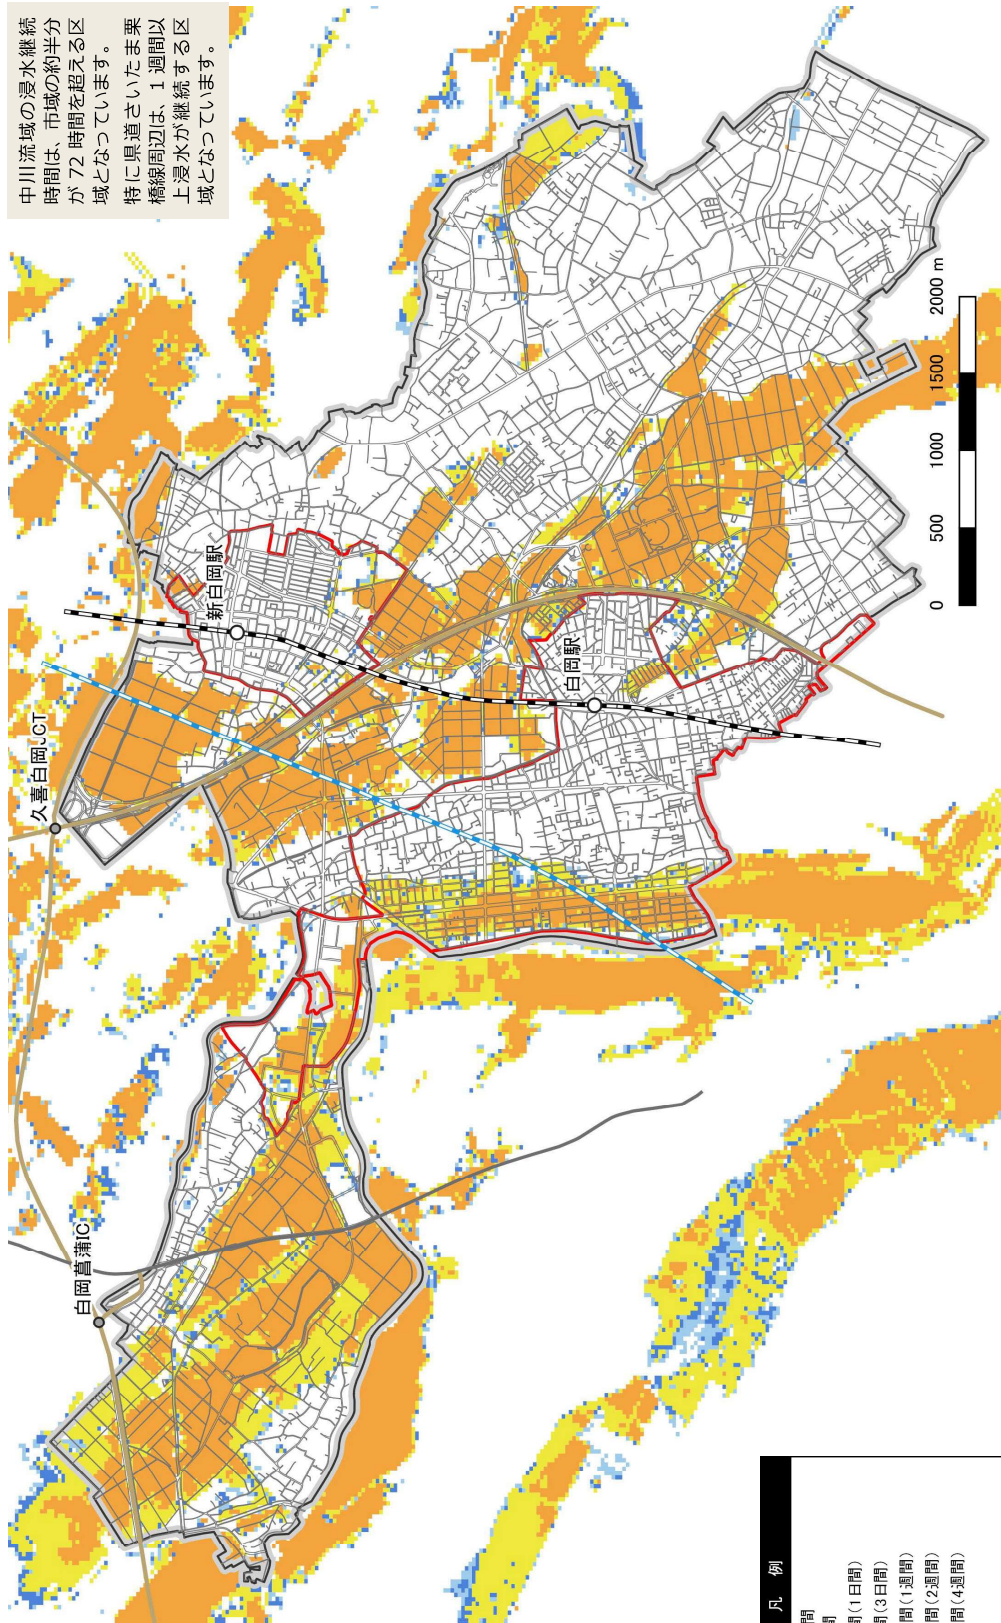 中川流域の浸水継続
時間は、市域の約半分
が 72 時間を超える区
域となっています。
特に県道さいたま栗
橋線周辺は、1 週間以
上浸水が継続する区
域となっています。
久喜白岡JCT
新白岡駅
白岡菖蒲IC
白岡駅
0 500 1000 1500 2000 m
凡 例
間
間
間(1日間)
間(3日間)
間(1週間)
間(2週間)
間(4週間)